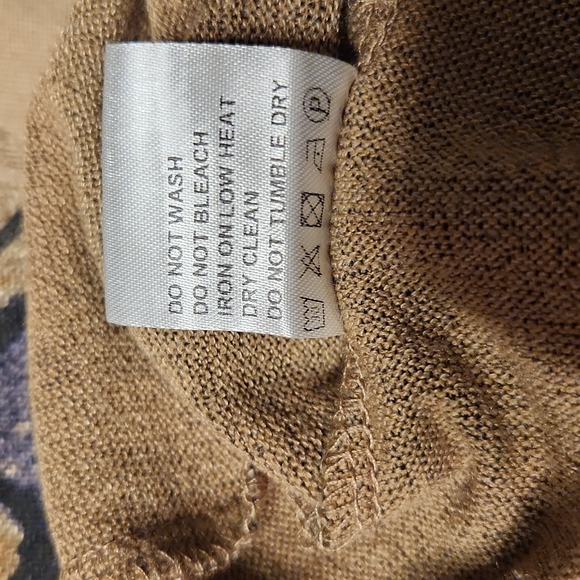 DO NOT WASH
DO NOT BLEACH
IRON ON LOW HEAT
DRY CLEAN
DO NOT TUMBLE DRY
P